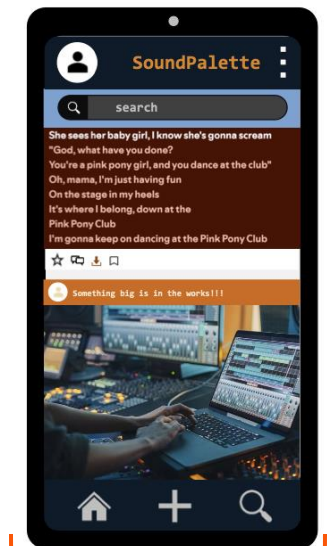 SoundPalette
search
She sees her baby girl, I know she's gonna scream
"God, what have you done?
You're a pink pony girl, and you dance at the club"
Oh, mama, I'm just having fun
On the stage in my heels
It's where I belong, down at the
Pink Pony Club
I'm gonna keep on dancing at the Pink Pony Club
Something big is in the works!!!